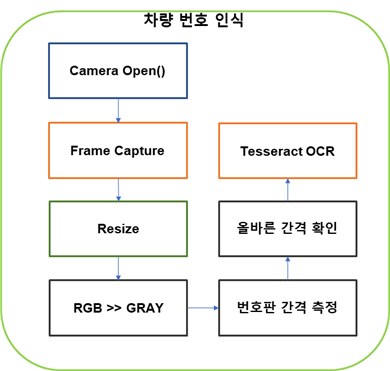 차량 번호 인식
Camera Open()
Frame Capture
Resize
RGB >> GRAY
번호판 간격 측정
올바른 간격 확인
Tesseract OCR